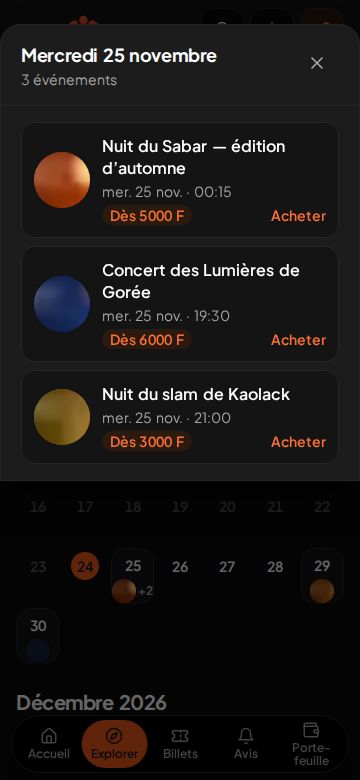 Mercredi 25 novembre
3 événements
Nuit du Sabar — édition
d’automne
mer. 25 nov. · 00:15
Dès 5000 F
Acheter
Concert des Lumières de
Gorée
mer. 25 nov. · 19:30
Dès 6000 F
Acheter
Nuit du slam de Kaolack
mer. 25 nov. · 21:00
Dès 3000 F
Acheter
16 17 18 19 20 21 22
23 24 25 26 27 28 29
+2
30
Décembre 2026
Accueil Explorer Billets Avis Porte-
feuille